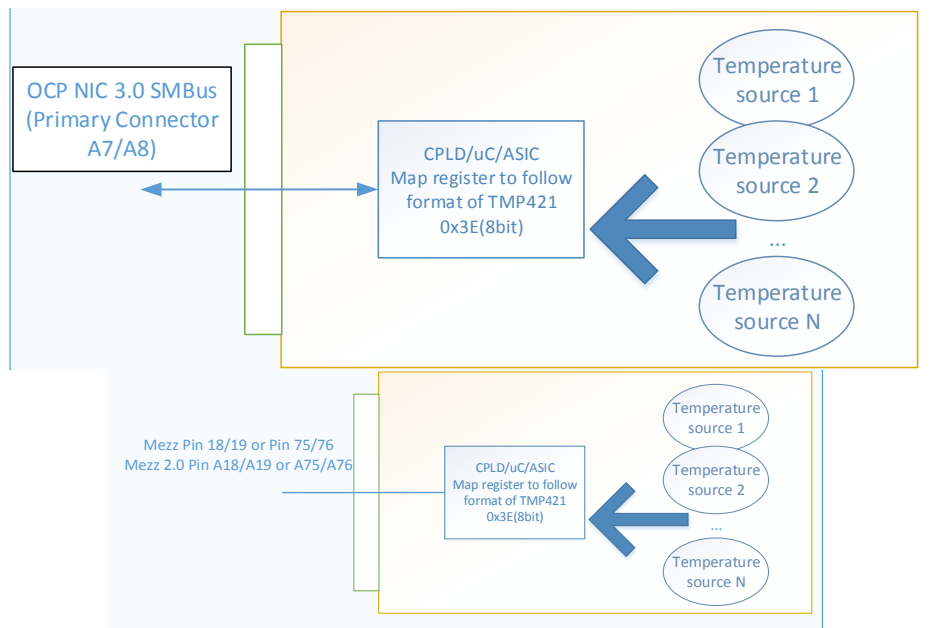 OCP NIC 3.0 SMBus
(Primary Connector
A7/A8)
CPLD/uC/ASIC
Map register to follow
format of TMP421
0x3E(8bit)
Temperature
source 1
Temperature
source 2
...
Temperature
source N
Mezz Pin 18/19 or Pin 75/76
Mezz 2.0 Pin A18/A19 or A75/A76
CPLD/uC/ASIC
Map register to follow
format of TMP421
0x3E(8bit)
Temperature
source 1
Temperature
source 2
...
Temperature
source N